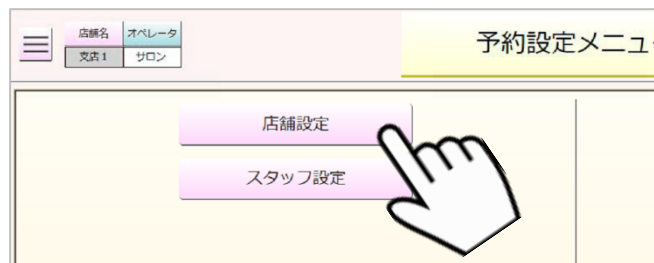 店舗名 オペレータ
支店1 サロン
予約設定メニュ
店舗設定
スタッフ設定